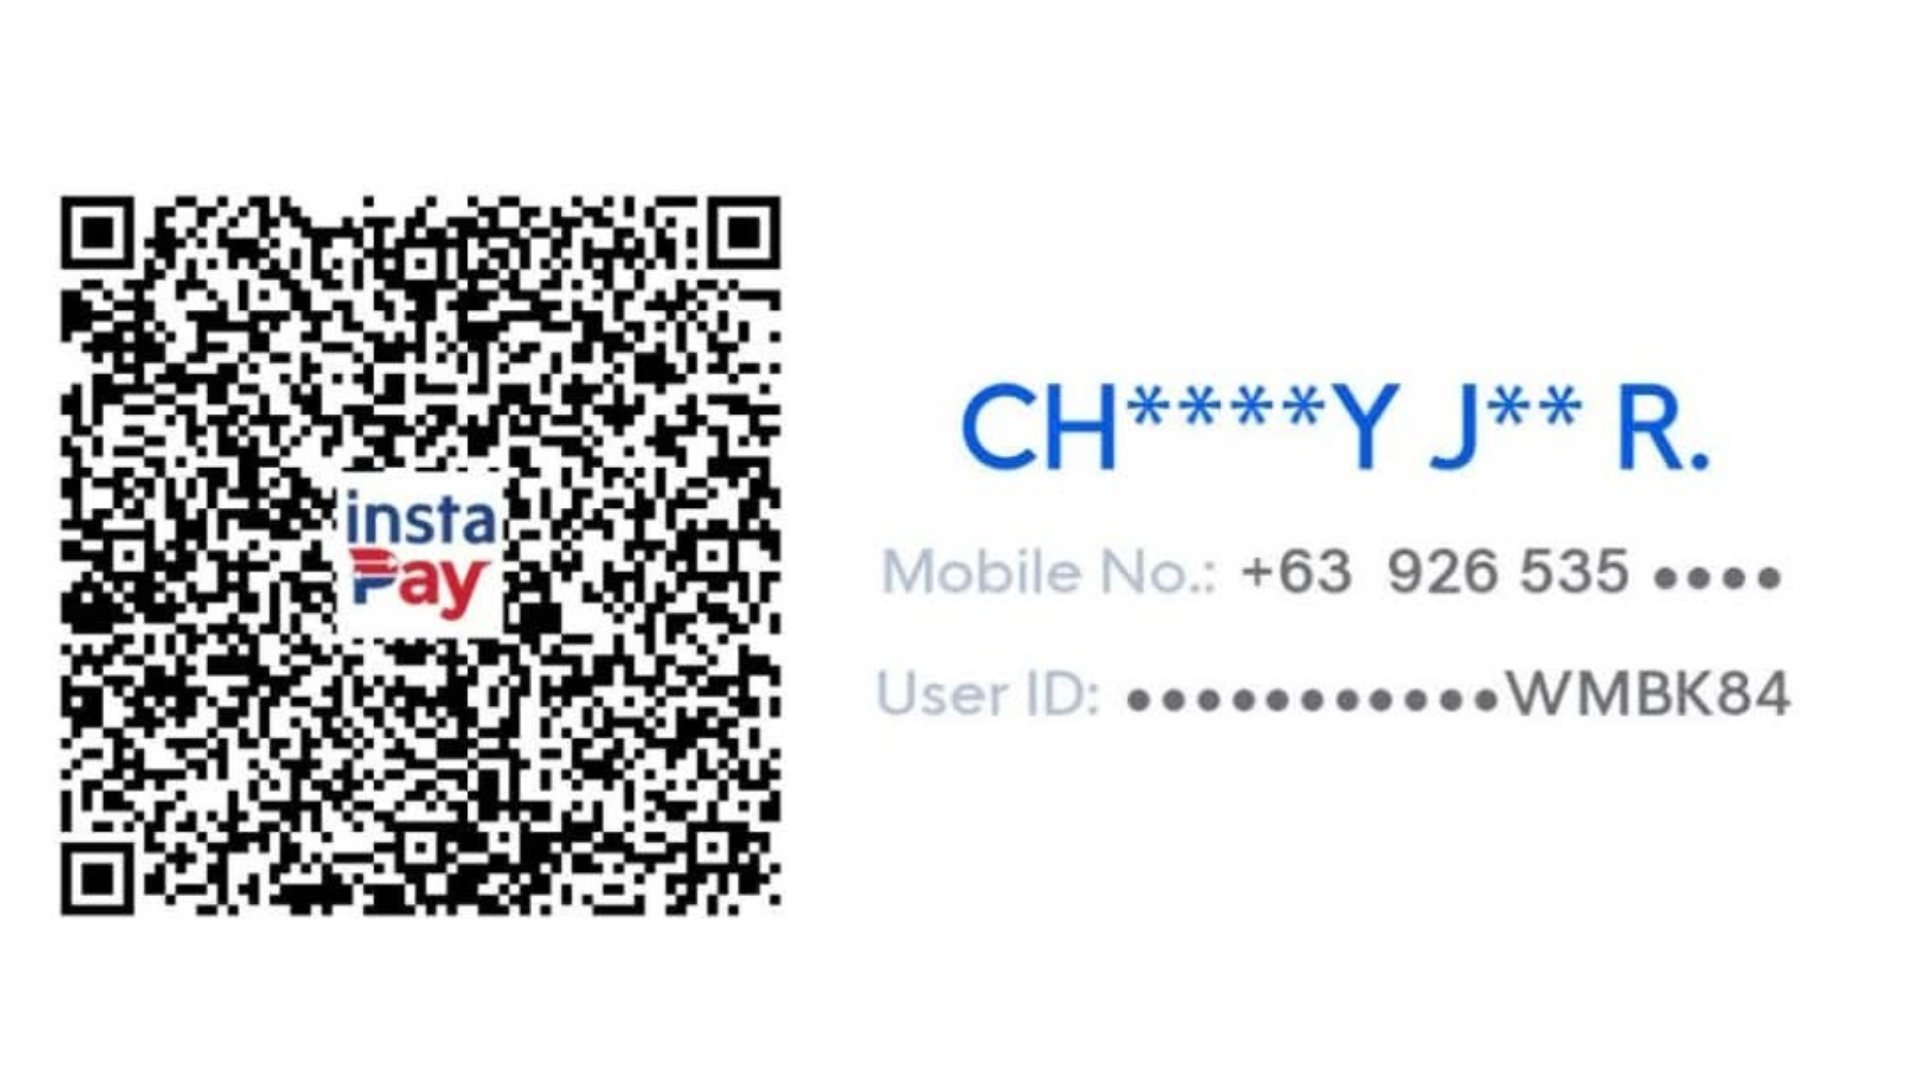 insta
Pay
CH****Y J** R.
Mobile No.: +63 926 535 ••••
User ID: •••••••••••WMBK84